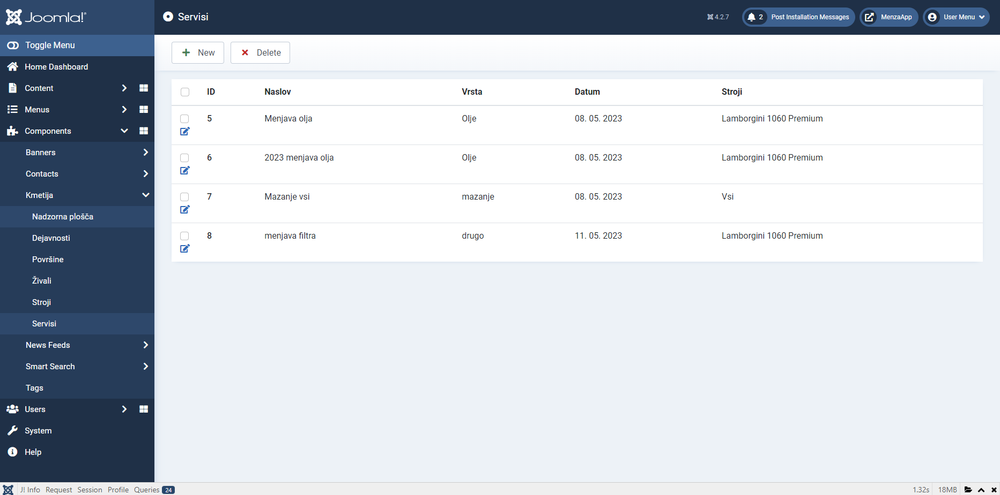 Joomla!®
Servisi
4.2.7
2 Post Installation Messages
MenzaApp
User Menu
Toggle Menu
Home Dashboard
Content
Menus
Components
Banners
Contacts
Kmetija
Nadzorna plošča
Dejavnosti
Površine
Živali
Stroji
Servisi
News Feeds
Smart Search
Tags
Users
System
Help
New
Delete
ID Naslov Vrsta Datum Stroji
5 Menjava olja Olje 08. 05. 2023 Lamborgini 1060 Premium
6 2023 menjava olja Olje 08. 05. 2023 Lamborgini 1060 Premium
7 Mazanje vsi mazanje 08. 05. 2023 Vsi
8 menjava filtra drugo 11. 05. 2023 Lamborgini 1060 Premium
J! Info Request Session Profile Queries 24
1.32s 18MB